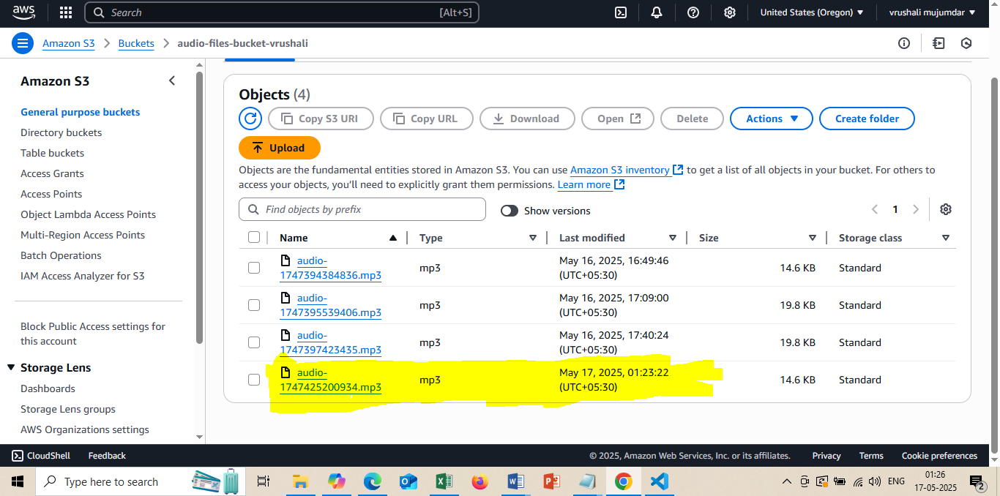 aws
Search [Alt+S]
United States (Oregon)
vrushali mujumdar
Amazon S3 > Buckets > audio-files-bucket-vrushali
Amazon S3
General purpose buckets
Directory buckets
Table buckets
Access Grants
Access Points
Object Lambda Access Points
Multi-Region Access Points
Batch Operations
IAM Access Analyzer for S3
Block Public Access settings for
this account
Storage Lens
Dashboards
Storage Lens groups
AWS Organizations settings
Objects (4)
Copy S3 URI
Copy URL
Download
Open
Delete
Actions
Create folder
Upload
Objects are the fundamental entities stored in Amazon S3. You can use Amazon S3 inventory to get a list of all objects in your bucket. For others to
access your objects, you’ll need to explicitly grant them permissions. Learn more
Find objects by prefix
Show versions
1
Name Type Last modified Size Storage class
audio-
1747394384836.mp3
mp3
May 16, 2025, 16:49:46
(UTC+05:30)
14.6 KB
Standard
audio-
1747395539406.mp3
mp3
May 16, 2025, 17:09:00
(UTC+05:30)
19.8 KB
Standard
audio-
1747397423435.mp3
mp3
May 16, 2025, 17:40:24
(UTC+05:30)
19.8 KB
Standard
audio-
1747425200934.mp3
mp3
May 17, 2025, 01:23:22
(UTC+05:30)
14.6 KB
Standard
CloudShell
Feedback
© 2025, Amazon Web Services, Inc. or its affiliates.
Privacy
Terms
Cookie preferences
Type here to search
ENG
01:26
17-05-2025
2